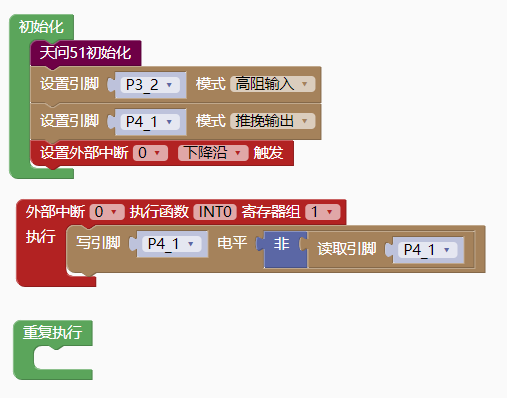 初始化
天问51初始化
设置引脚 P3_2 模式 高阻输入
设置引脚 P4_1 模式 推挽输出
设置外部中断 0 下降沿 触发
外部中断 0 执行函数 INT0 寄存器组 1
执行 写引脚 P4_1 电平 非 读取引脚 P4_1
重复执行